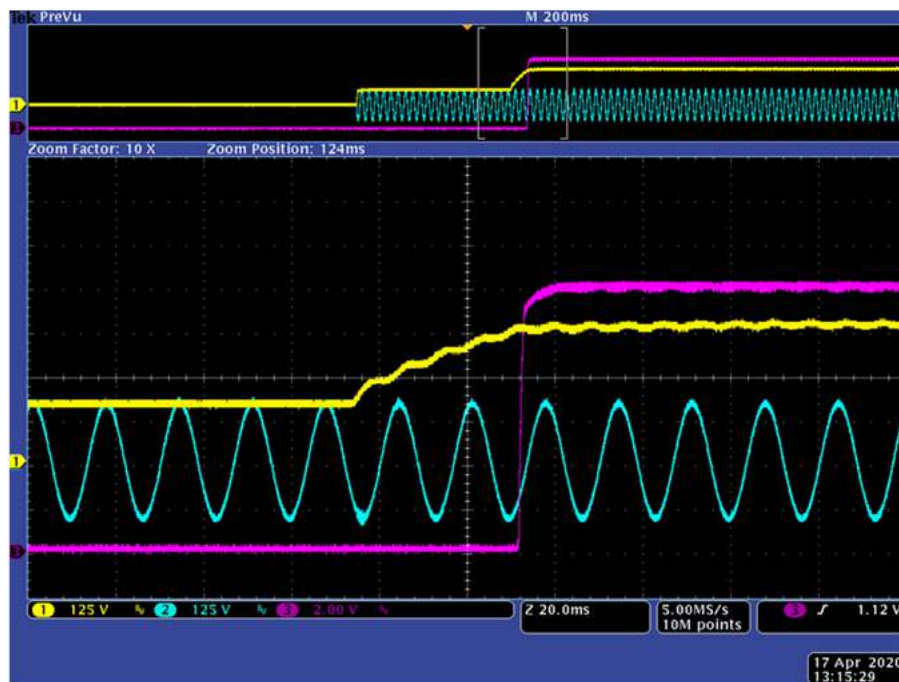 Tek PreVu M 200ms
1
3
Zoom Factor: 10 X Zoom Position: 124ms
1
3
1 125 V 2 125 V 3 2.00 V Z 20.0ms 5.00MS/s 3 1.12 V
10M points
17 Apr 2020
13:15:29